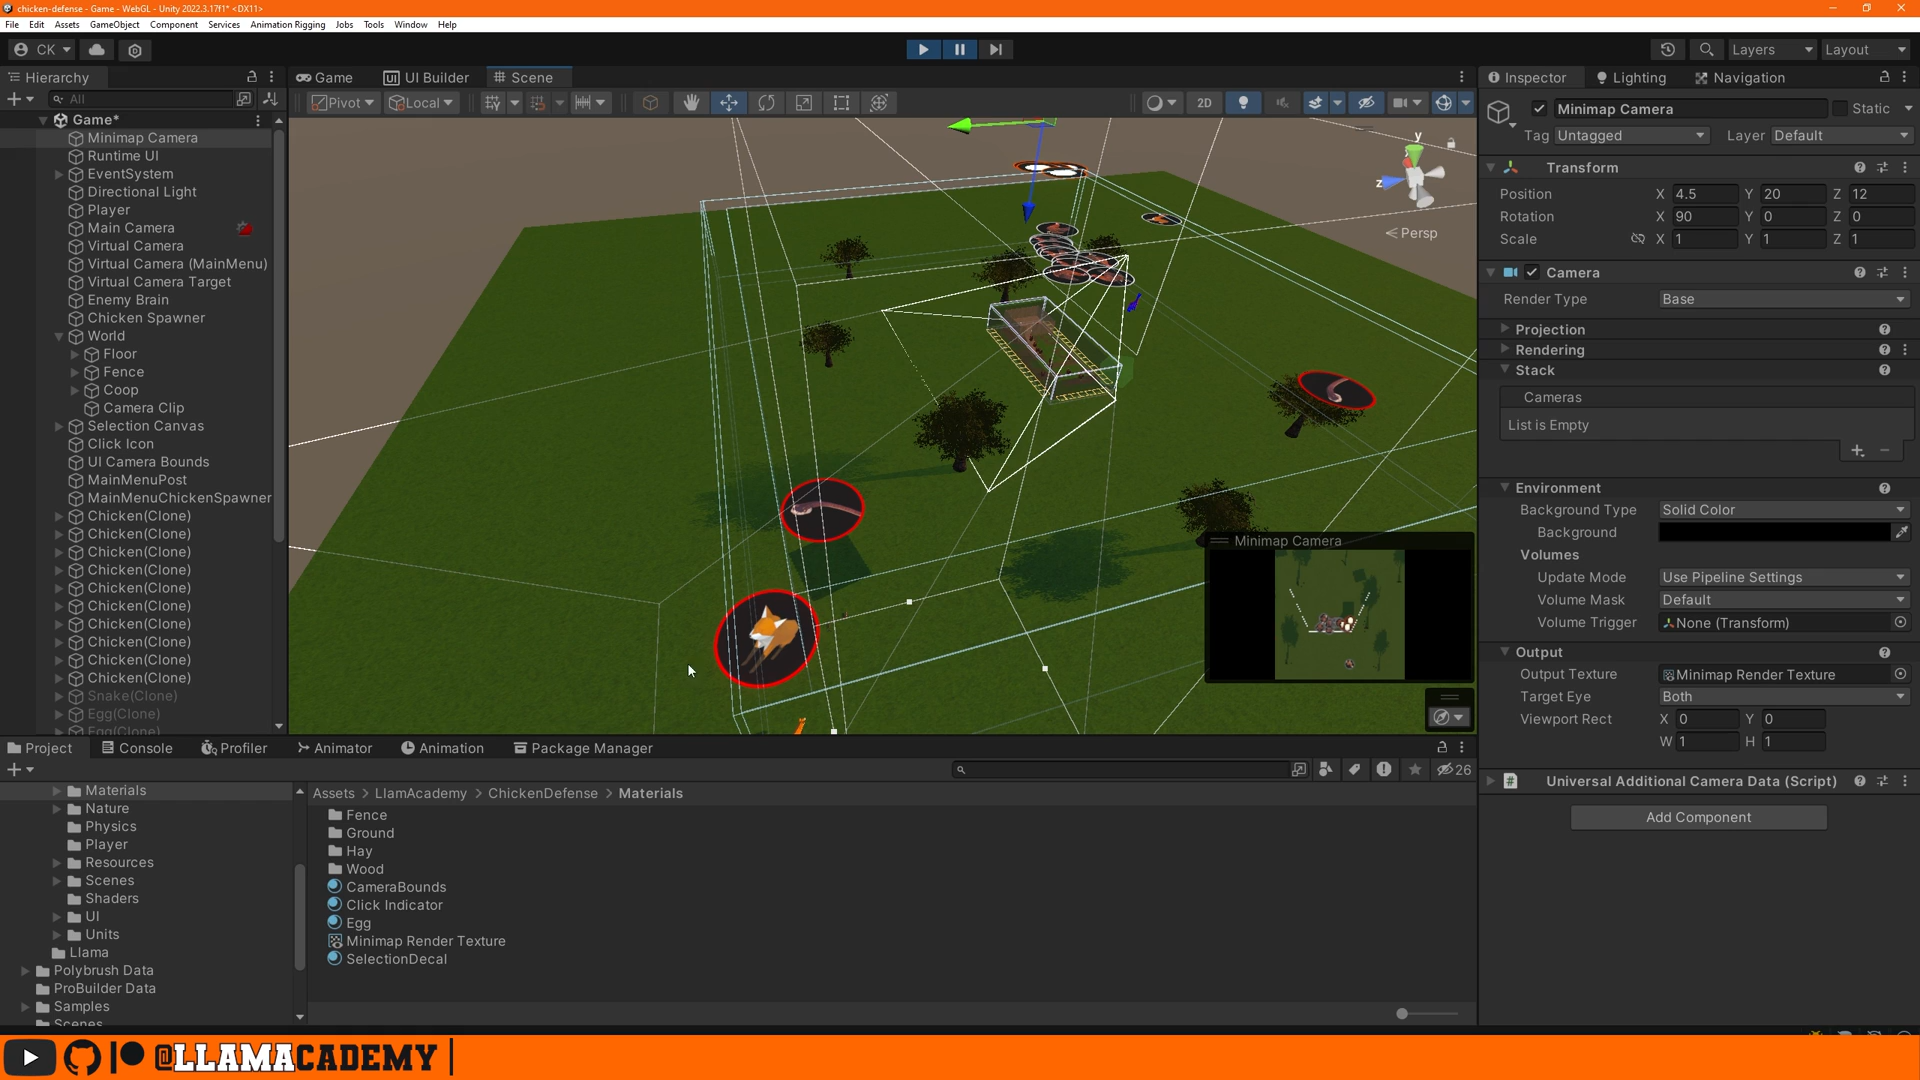 chicken-defense - Game - WebGL - Unity 2022.3.17f1* <DX11>
File Edit Assets GameObject Component Services Animation Rigging Jobs Tools Window Help
CK Layers Layout
Hierarchy
All
Game*
Minimap Camera
Runtime UI
EventSystem
Directional Light
Player
Main Camera
Virtual Camera
Virtual Camera (MainMenu)
Virtual Camera Target
Enemy Brain
Chicken Spawner
World
Floor
Fence
Coop
Camera Clip
Selection Canvas
Click Icon
UI Camera Bounds
MainMenuPost
MainMenuChickenSpawner
Chicken(Clone)
Chicken(Clone)
Chicken(Clone)
Chicken(Clone)
Chicken(Clone)
Chicken(Clone)
Chicken(Clone)
Chicken(Clone)
Chicken(Clone)
Chicken(Clone)
Snake(Clone)
Egg(Clone)
Egg(Clone)
Game UI Builder Scene
Pivot Local 2D
y
z
Persp
Minimap Camera
Inspector Lighting Navigation
Minimap Camera Static
Tag Untagged Layer Default
Transform
Position X 4.5 Y 20 Z 12
Rotation X 90 Y 0 Z 0
Scale X 1 Y 1 Z 1
Camera
Render Type Base
Projection
Rendering
Stack
Cameras
List is Empty
Environment
Background Type Solid Color
Background
Volumes
Update Mode Use Pipeline Settings
Volume Mask Default
Volume Trigger None (Transform)
Output
Output Texture Minimap Render Texture
Target Eye Both
Viewport Rect X 0 Y 0
W 1 H 1
Universal Additional Camera Data (Script)
Add Component
Project Console Profiler Animator Animation Package Manager
26
Materials
Nature
Physics
Player
Resources
Scenes
Shaders
UI
Units
Llama
Polybrush Data
ProBuilder Data
Samples
Scenes
Assets > LlamAcademy > ChickenDefense > Materials
Fence
Ground
Hay
Wood
CameraBounds
Click Indicator
Egg
Minimap Render Texture
SelectionDecal
@LLAMACADEMY